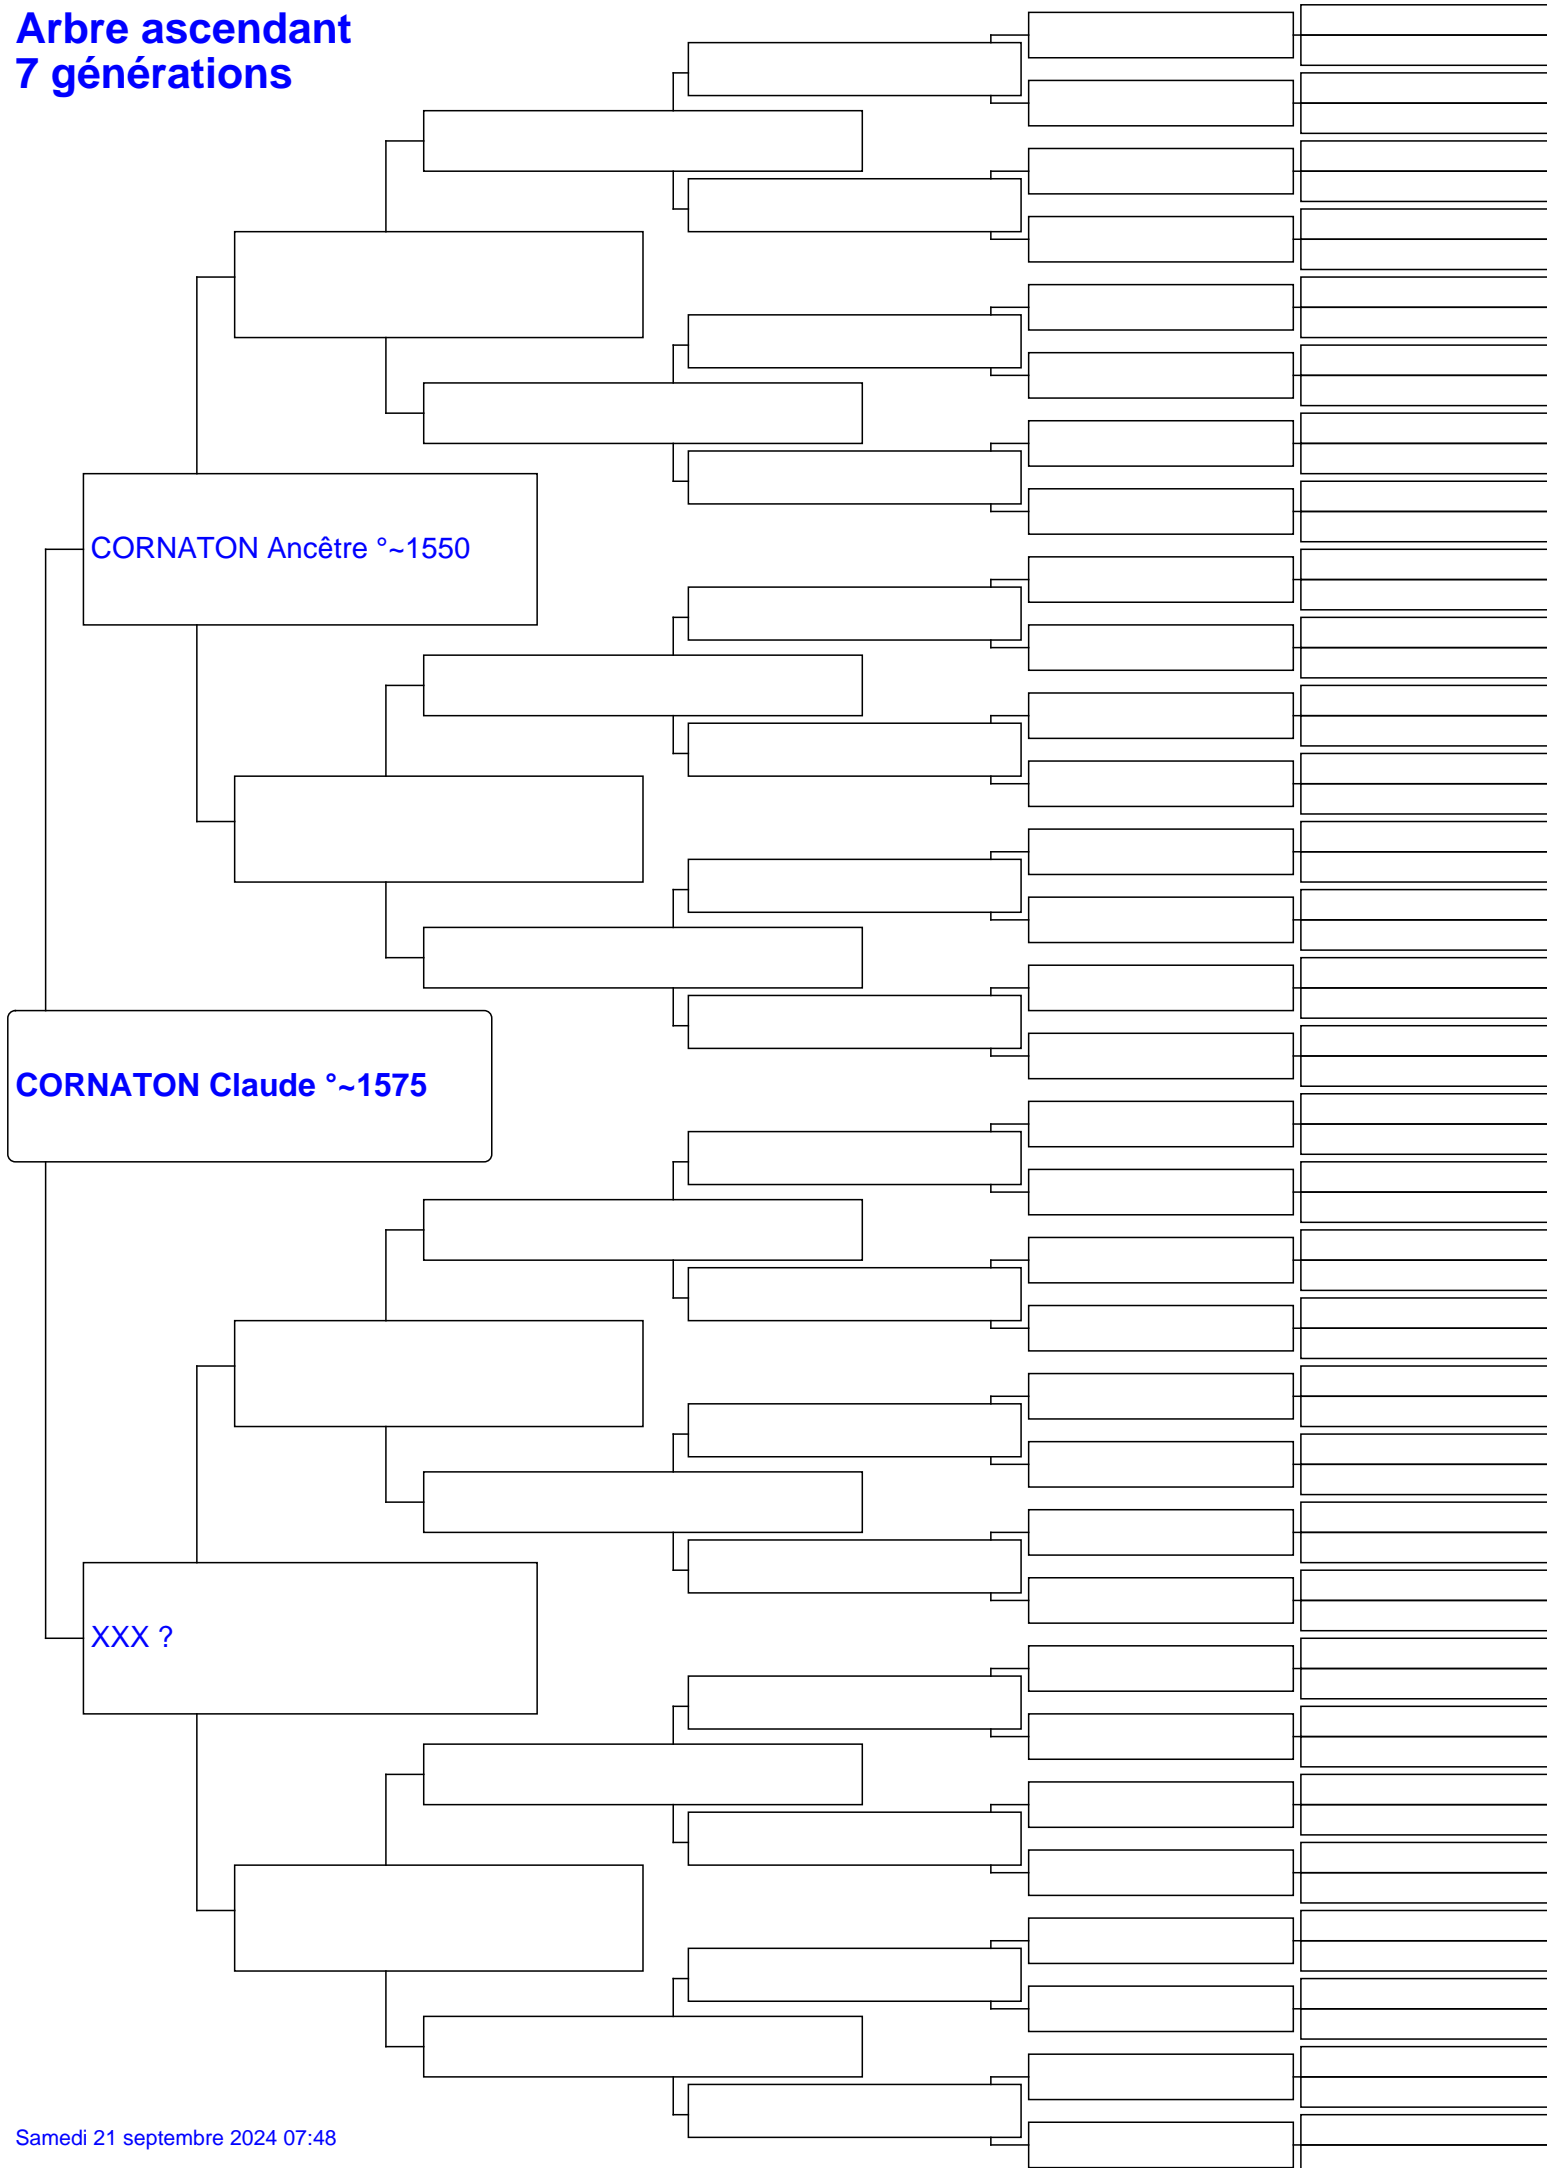 Arbre ascendant
7 générations
CORNATON Ancêtre °~1550
CORNATON Claude °~1575
XXX ?
Samedi 21 septembre 2024 07:48